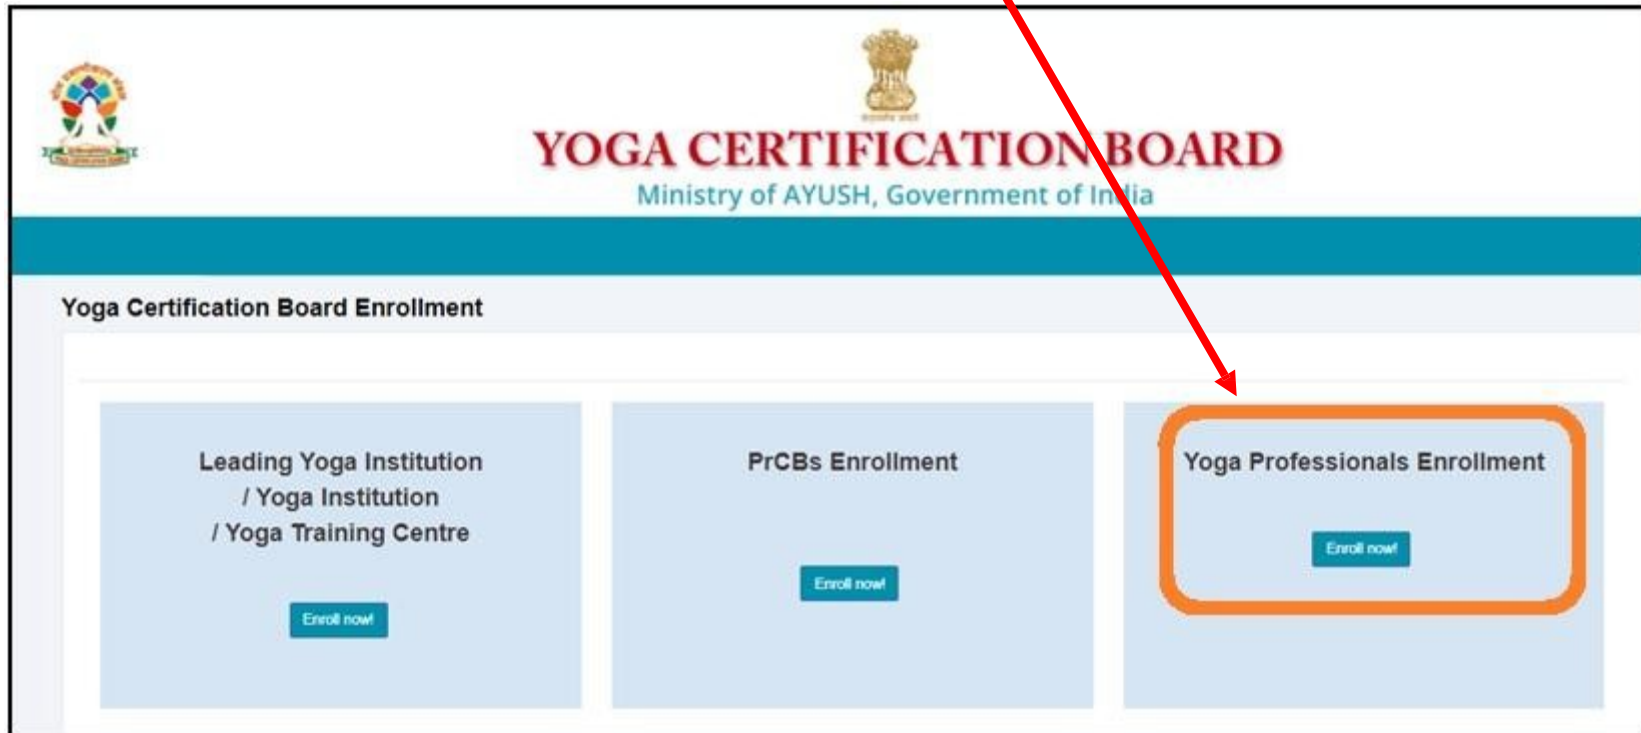 YOGA CERTIFICATION BOARD
Ministry of AYUSH, Government of India
Yoga Certification Board Enrollment
Leading Yoga Institution
/ Yoga Institution
/ Yoga Training Centre
Enroll now!
PrCBs Enrollment
Enroll now!
Yoga Professionals Enrollment
Enroll now!